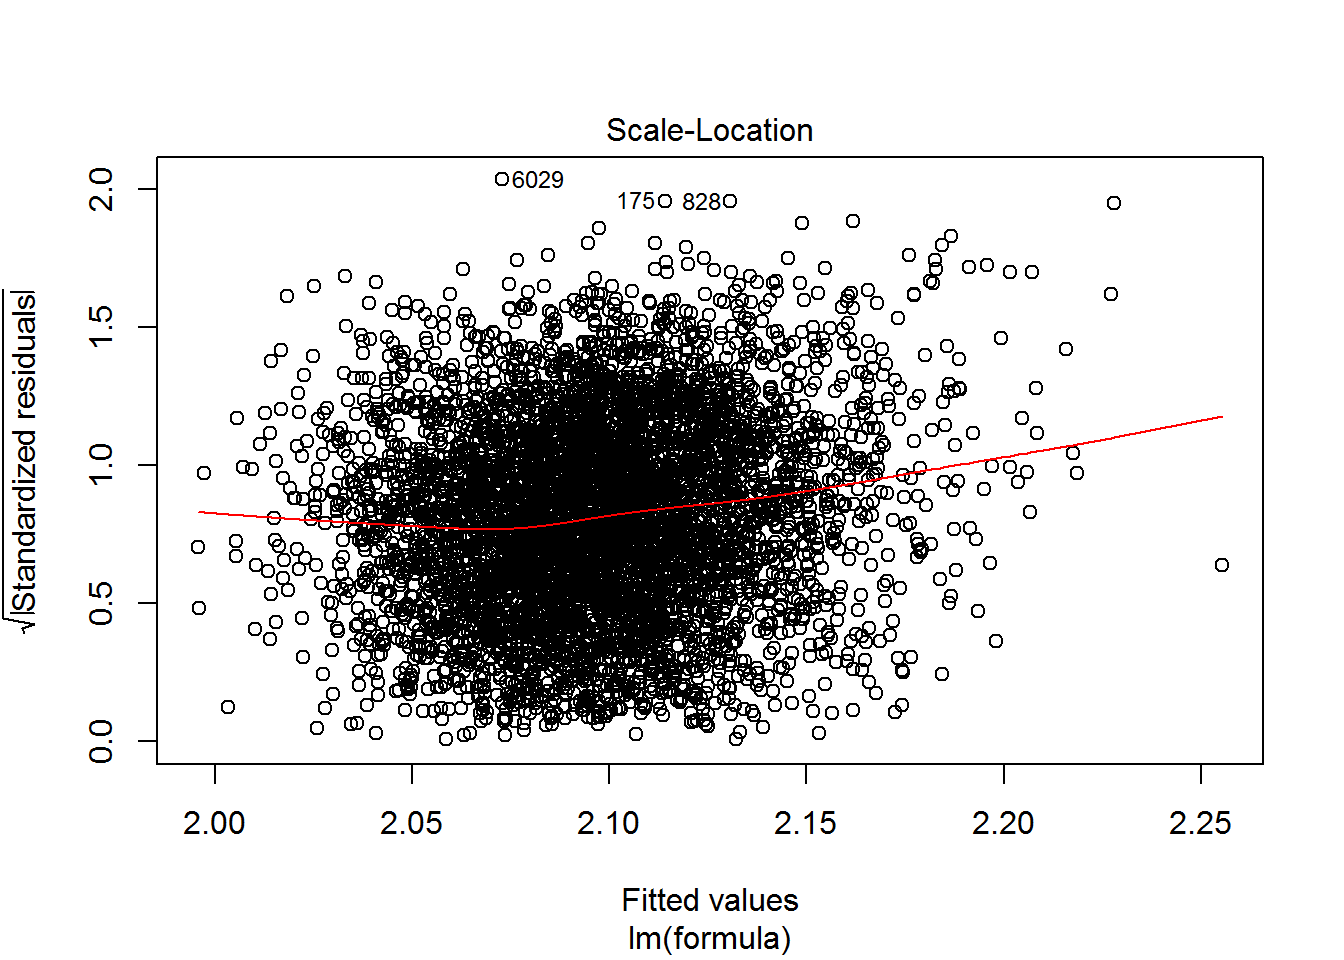 Scale-Location
√|Standardized residuals|
2.0
1.5
1.0
0.5
0.0
6029
175
828
2.00 2.05 2.10 2.15 2.20 2.25
Fitted values
lm(formula)